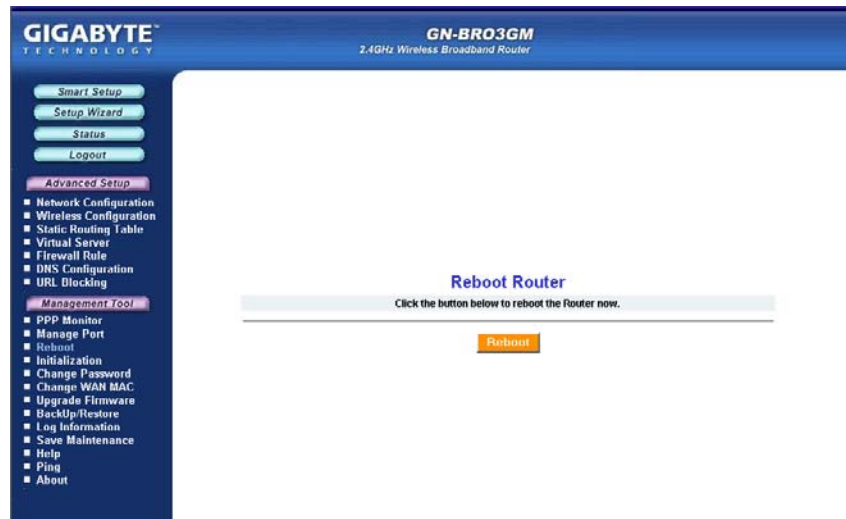 GIGABYTE™
TECHNOLOGY
GN-BRO3GM
2.4GHz Wireless Broadband Router
Smart Setup
Setup Wizard
Status
Logout
Advanced Setup
Network Configuration
Wireless Configuration
Static Routing Table
Virtual Server
Firewall Rule
DNS Configuration
URL Blocking
Management Tool
PPP Monitor
Manage Port
Reboot
Initialization
Change Password
Change WAN MAC
Upgrade Firmware
BackUp/Restore
Log Information
Save Maintenance
Help
Ping
About
Reboot Router
Click the button below to reboot the Router now.
Reboot